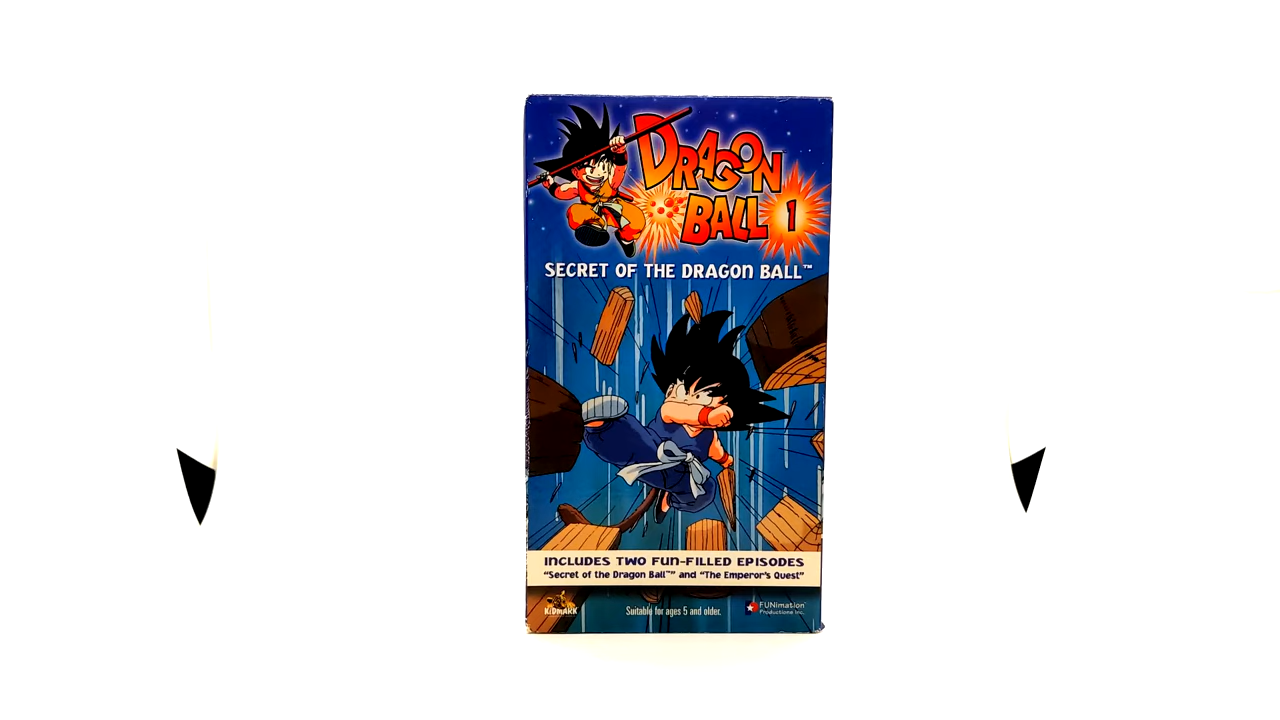 DRAGON
BALL 1
SECRET OF THE DRAGON BALL™
INCLUDES TWO FUN-FILLED EPISODES
"Secret of the Dragon Ball™" and "The Emperor's Quest"
KIDMARK
Suitable for ages 5 and older.
FUNimation
Productions Inc.